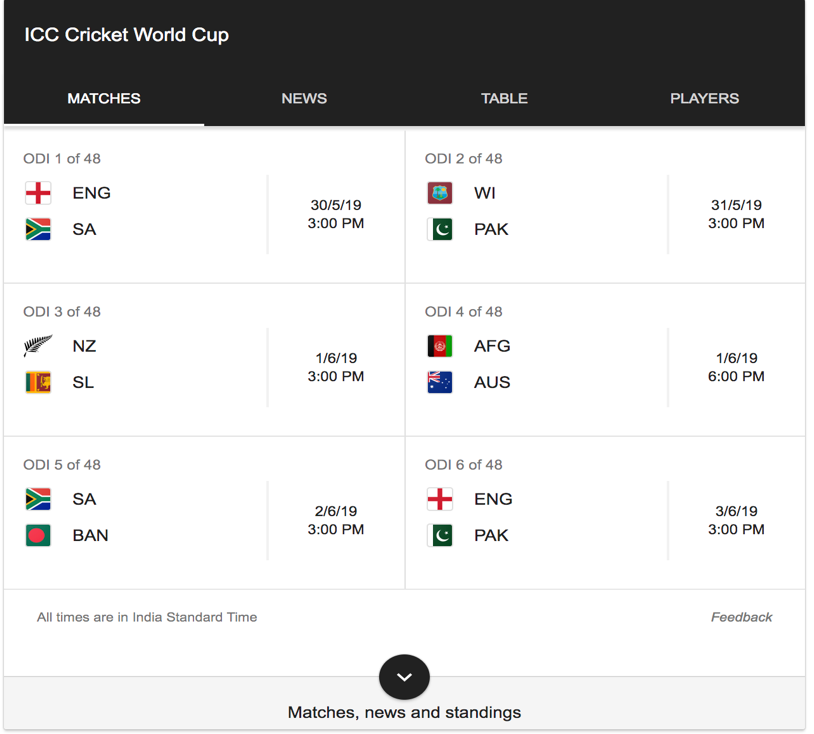 ICC Cricket World Cup
MATCHES
NEWS
TABLE
PLAYERS
ODI 1 of 48
ENG
SA
30/5/19
3:00 PM
ODI 2 of 48
WI
PAK
31/5/19
3:00 PM
ODI 3 of 48
NZ
SL
1/6/19
3:00 PM
ODI 4 of 48
AFG
AUS
1/6/19
6:00 PM
ODI 5 of 48
SA
BAN
2/6/19
3:00 PM
ODI 6 of 48
ENG
PAK
3/6/19
3:00 PM
All times are in India Standard Time
Feedback
Matches, news and standings